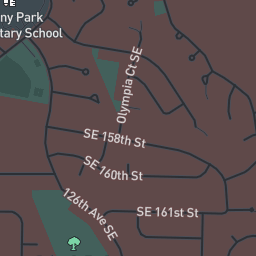 ny Park
tary School
Olympia Ct SE
SE 158th St
SE 160th St
126th Ave SE
SE 161st St